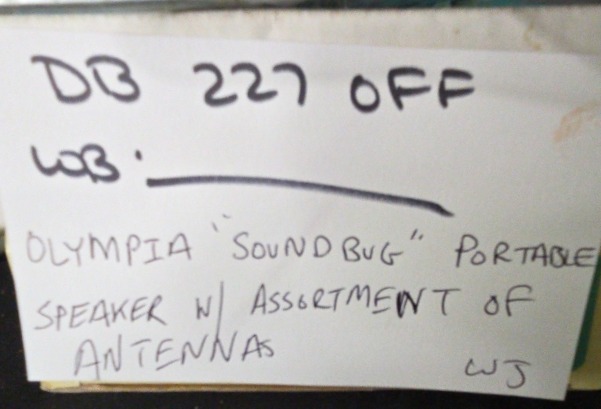 DB 227 OFF
WB.
OLYMPIA "SOUNDBUG" PORTABLE
SPEAKER W/ ASSORTMENT OF
ANTENNAS
WJ